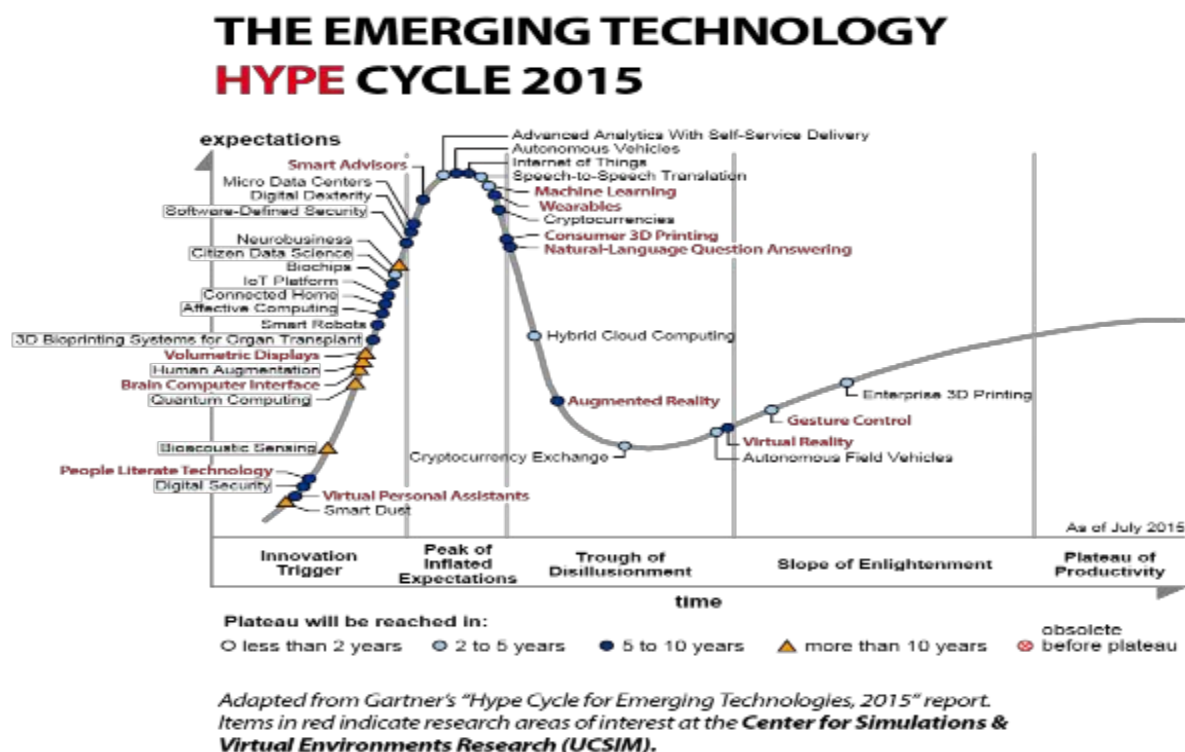 THE EMERGING TECHNOLOGY
HYPE CYCLE 2015
expectations
Advanced Analytics With Self-Service Delivery
Autonomous Vehicles
Internet of Things
Speech-to-Speech Translation
Machine Learning
Wearables
Cryptocurrencies
Consumer 3D Printing
Natural-Language Question Answering
Smart Advisors
Micro Data Centers
Digital Dexterity
Software-Defined Security
Neurobusiness
Citizen Data Science
Biochips
IoT Platform
Connected Home
Affective Computing
Smart Robots
3D Bioprinting Systems for Organ Transplant
Volumetric Displays
Human Augmentation
Brain Computer Interface
Quantum Computing
Bioacoustic Sensing
People Literate Technology
Digital Security
Virtual Personal Assistants
Smart Dust
Hybrid Cloud Computing
Augmented Reality
Cryptocurrency Exchange
Enterprise 3D Printing
Gesture Control
Virtual Reality
Autonomous Field Vehicles
As of July 2015
Innovation
Trigger
Peak of
Inflated
Expectations
Trough of
Disillusionment
Slope of Enlightenment
Plateau of
Productivity
time
Plateau will be reached in:
less than 2 years
2 to 5 years
5 to 10 years
more than 10 years
obsolete
before plateau
Adapted from Gartner's "Hype Cycle for Emerging Technologies, 2015" report.
Items in red indicate research areas of interest at the Center for Simulations &
Virtual Environments Research (UCSIM).